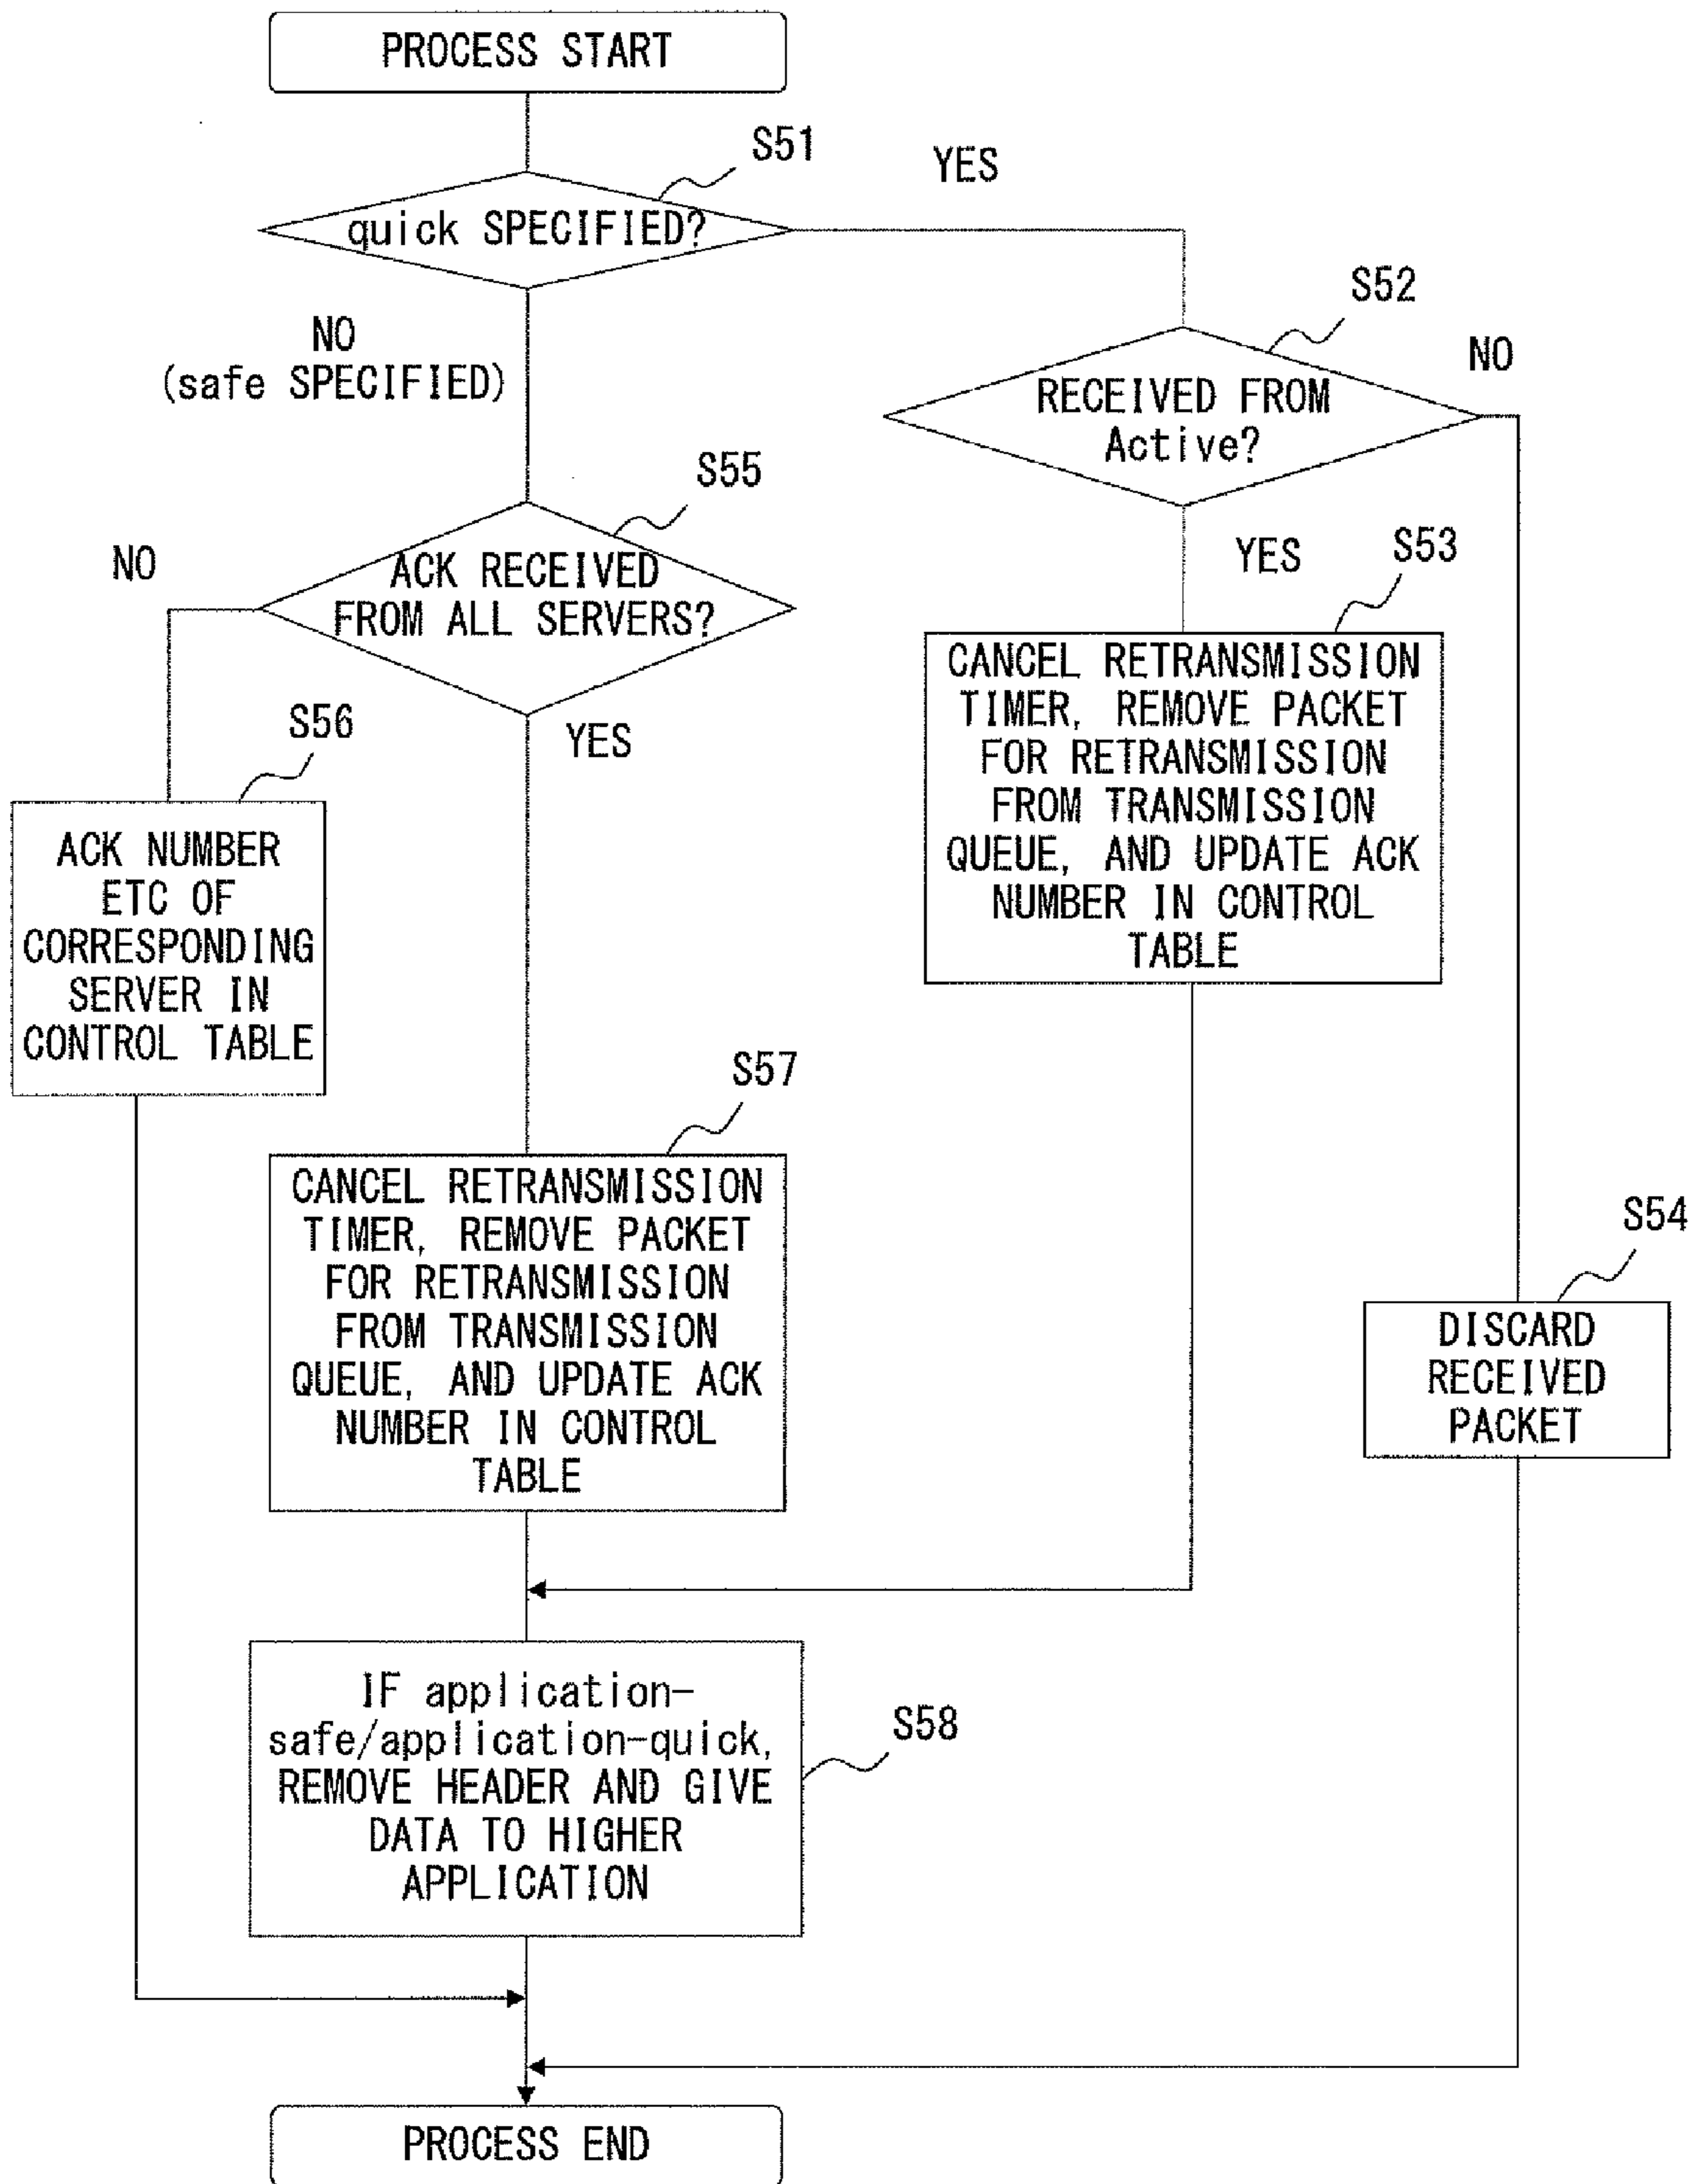 PROCESS START
S51
YES
quick SPECIFIED?
S52
NO
(safe SPECIFIED)
NO
RECEIVED FROM
Active?
S55
YES
S53
NO
ACK RECEIVED
FROM ALL SERVERS?
CANCEL RETRANSMISSION
TIMER, REMOVE PACKET
FOR RETRANSMISSION
FROM TRANSMISSION
QUEUE, AND UPDATE ACK
NUMBER IN CONTROL
TABLE
S56
YES
ACK NUMBER
ETC OF
CORRESPONDING
SERVER IN
CONTROL TABLE
S57
CANCEL RETRANSMISSION
TIMER, REMOVE PACKET
FOR RETRANSMISSION
FROM TRANSMISSION
QUEUE, AND UPDATE ACK
NUMBER IN CONTROL
TABLE
S54
DISCARD
RECEIVED
PACKET
IF application-
safe/application-quick,
REMOVE HEADER AND GIVE
DATA TO HIGHER
APPLICATION
S58
PROCESS END